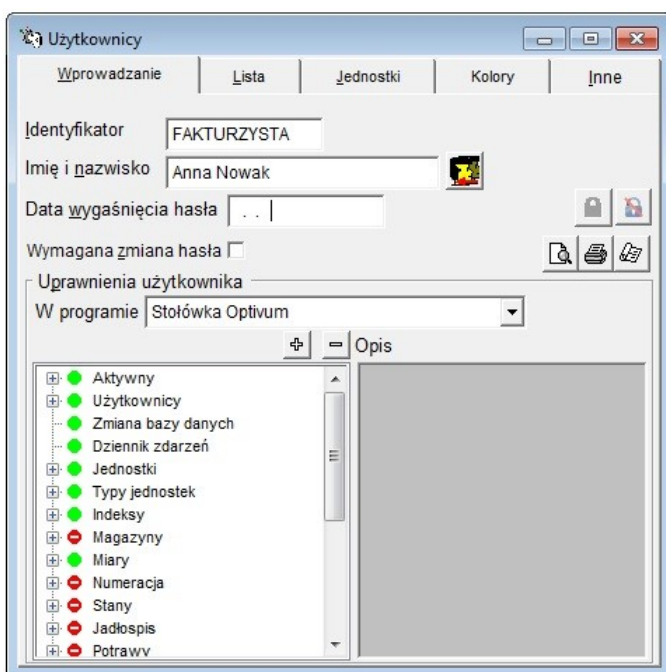 Użytkownicy
Wprowadzanie Lista Jednostki Kolory Inne
Identyfikator FAKTURZYSTA
Imię i nazwisko Anna Nowak
Data wygaśnięcia hasła . .
Wymagana zmiana hasła
Uprawnienia użytkownika
W programie Stołówka Optivum
Opis
Aktywny
Użytkownicy
Zmiana bazy danych
Dziennik zdarzeń
Jednostki
Typy jednostek
Indeksy
Magazyny
Miary
Numeracja
Stany
Jadłospis
Potrawy